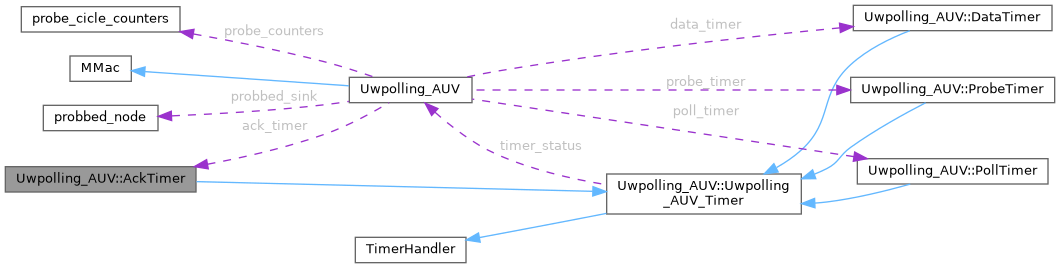 probe_cicle_counters
probe_counters
data_timer
Uwpolling_AUV::DataTimer
MMac
Uwpolling_AUV
probe_timer
Uwpolling_AUV::ProbeTimer
probbed_sink
probbed_node
ack_timer
poll_timer
timer_status
Uwpolling_AUV::AckTimer
Uwpolling_AUV::Uwpolling
_AUV_Timer
Uwpolling_AUV::PollTimer
TimerHandler